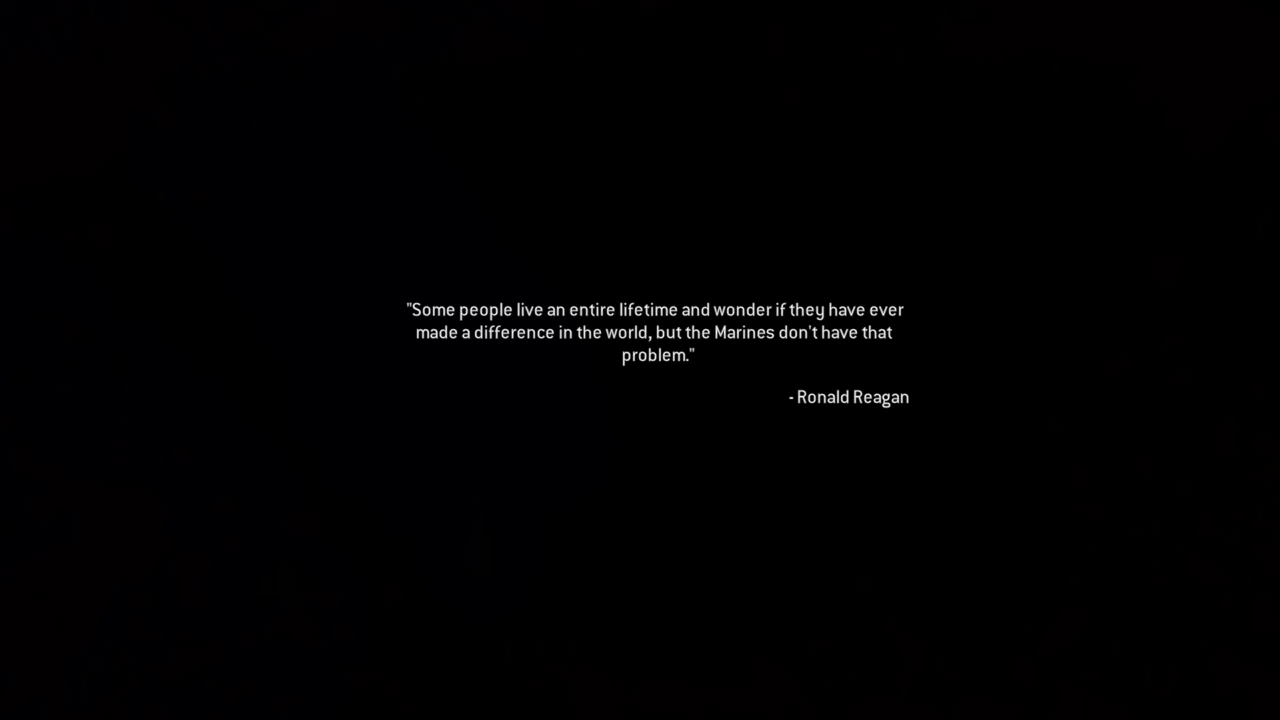 "Some people live an entire lifetime and wonder if they have ever
made a difference in the world, but the Marines don't have that
problem."
- Ronald Reagan